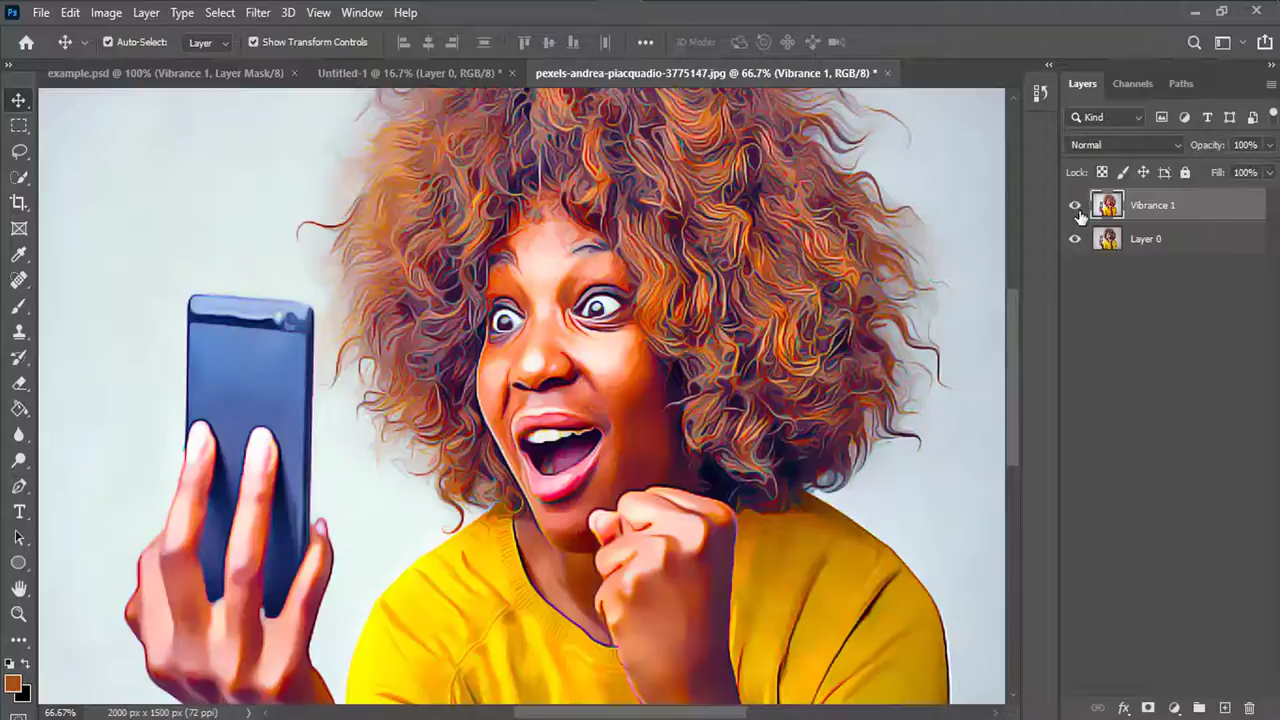 Ps File Edit Image Layer Type Select Filter 3D View Window Help
Auto-Select: Layer Show Transform Controls 3D Mode:
example.psd @ 100% (Vibrance 1, Layer Mask/8) × Untitled-1 @ 16.7% (Layer 0, RGB/8) * × pexels-andrea-piacquadio-3775147.jpg @ 66.7% (Vibrance 1, RGB/8) * ×
Layers Channels Paths
Kind
Normal Opacity: 100%
Lock: Fill: 100%
Vibrance 1
Layer 0
66.67% 2000 px x 1500 px (72 ppi)